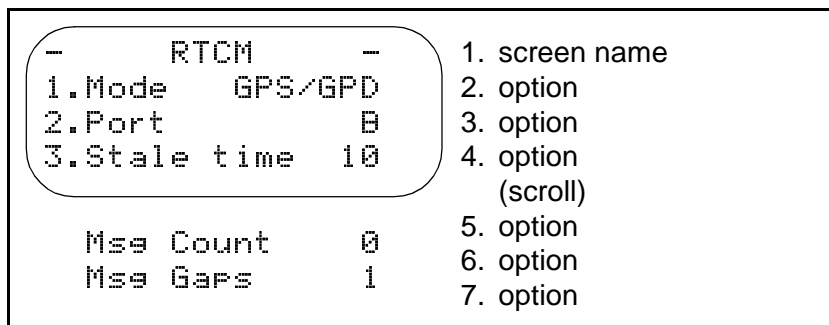 - RTCM -
1.Mode GPS/GPD
2.Port B
3.Stale time 10
Msg Count 0
Msg Gaps 1
1. screen name
2. option
3. option
4. option
(scroll)
5. option
6. option
7. option